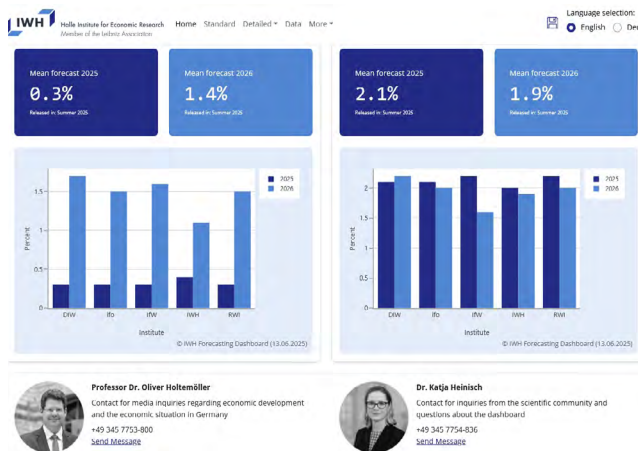 IWH
Halle Institute for Economic Research
Member of the Leibniz Association
Home Standard Detailed Data More
Language selection:
English De
Mean forecast 2025
0.3%
Released in: Summer 2025
Mean forecast 2026
1.4%
Released in: Summer 2025
Mean forecast 2025
2.1%
Released in: Summer 2025
Mean forecast 2026
1.9%
Released in: Summer 2025
2025
2026
1.5
1
0.5
0
Percent
DIW ifo IfW IWH RWI
Institute
© IWH Forecasting Dashboard (13.06.2025)
2025
2026
2
1.5
1
0.5
0
Percent
DIW ifo IfW IWH RWI
Institute
© IWH Forecasting Dashboard (13.06.2025)
Professor Dr. Oliver Holtemöller
Contact for media inquiries regarding economic development
and the economic situation in Germany
+49 345 7753-800
Send Message
Dr. Katja Heinisch
Contact for inquiries from the scientific community and
questions about the dashboard
+49 345 7754-836
Send Message